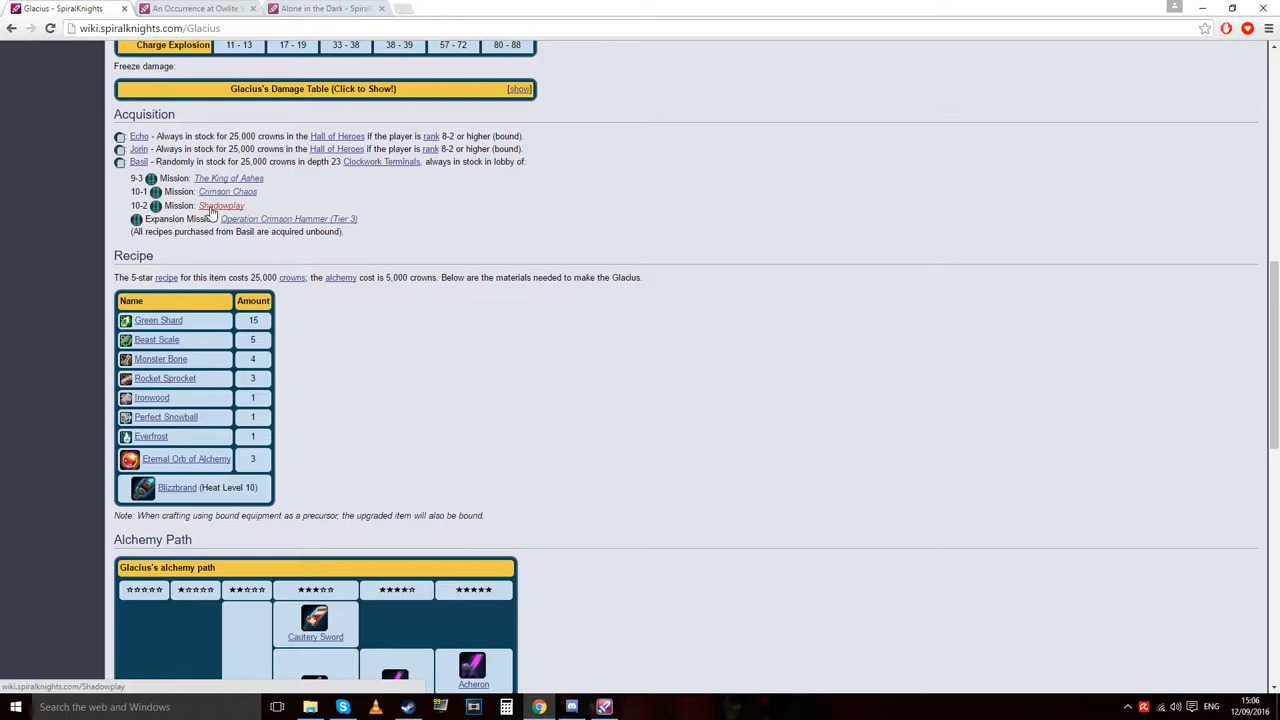 Glacius - SpiralKnights
An Occurrence at Owlite
Alone in the Dark - Spiral
wiki.spiralknights.com/Glacius
Charge Explosion 11 - 13 17 - 19 33 - 38 38 - 39 57 - 72 80 - 88
Freeze damage:
Glacius's Damage Table (Click to Show!) [show]
Acquisition
Echo - Always in stock for 25,000 crowns in the Hall of Heroes if the player is rank 8-2 or higher (bound).
Jorin - Always in stock for 25,000 crowns in the Hall of Heroes if the player is rank 8-2 or higher (bound).
Basil - Randomly in stock for 25,000 crowns in depth 23 Clockwork Terminals, always in stock in lobby of:
9-3 Mission: The King of Ashes
10-1 Mission: Crimson Chaos
10-2 Mission: Shadowplay
Expansion Missi Operation Crimson Hammer (Tier 3)
(All recipes purchased from Basil are acquired unbound).
Recipe
The 5-star recipe for this item costs 25,000 crowns; the alchemy cost is 5,000 crowns. Below are the materials needed to make the Glacius.
Name Amount
Green Shard 15
Beast Scale 5
Monster Bone 4
Rocket Sprocket 3
Ironwood 1
Perfect Snowball 1
Everfrost 1
Eternal Orb of Alchemy 3
Blizzbrand (Heat Level 10)
Note: When crafting using bound equipment as a precursor, the upgraded item will also be bound.
Alchemy Path
Glacius's alchemy path
☆☆☆☆☆ ★☆☆☆☆ ★★☆☆☆ ★★★☆☆ ★★★★☆ ★★★★★
Cautery Sword
Acheron
wiki.spiralknights.com/Shadowplay
Search the web and Windows
ENG
15:06
12/09/2016